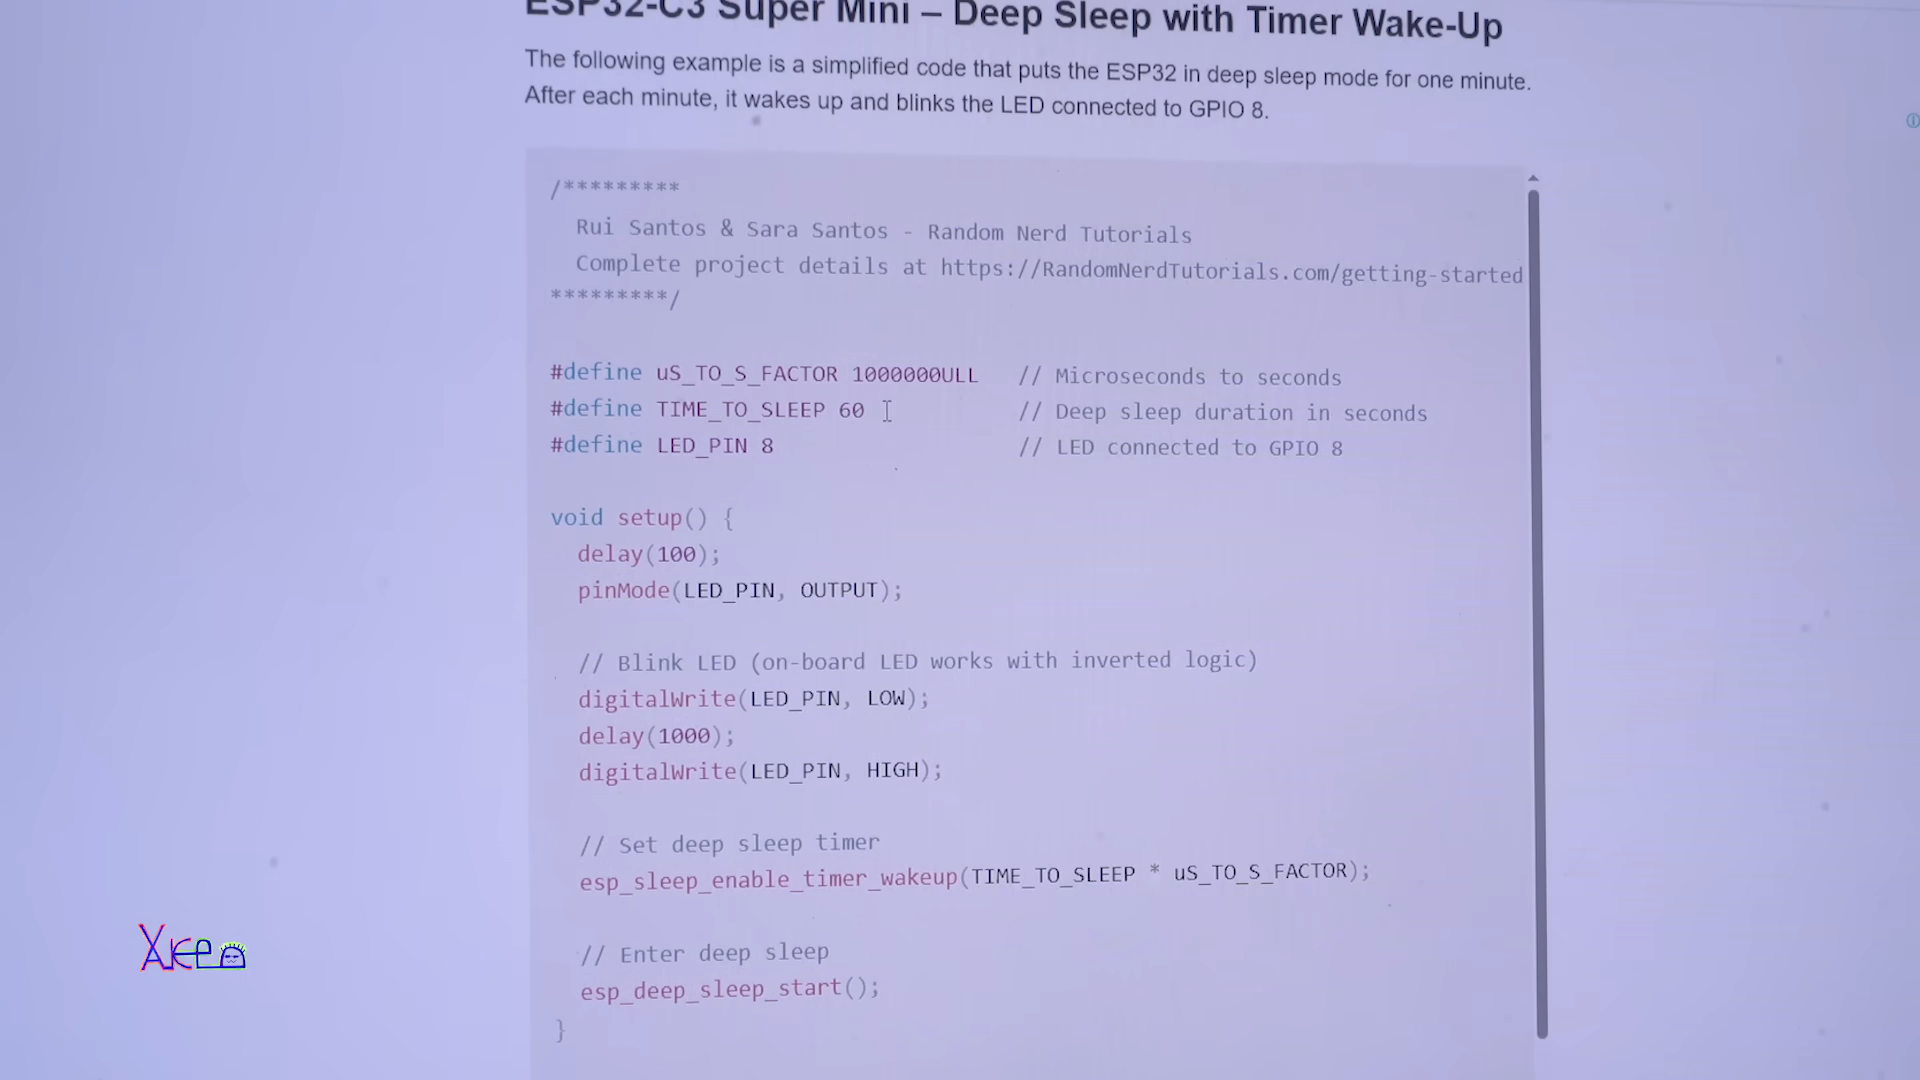 ESP32-C3 Super Mini – Deep Sleep with Timer Wake-Up
The following example is a simplified code that puts the ESP32 in deep sleep mode for one minute.
After each minute, it wakes up and blinks the LED connected to GPIO 8.
/*********
Rui Santos & Sara Santos - Random Nerd Tutorials
Complete project details at https://RandomNerdTutorials.com/getting-started
*********/
#define uS_TO_S_FACTOR 1000000ULL // Microseconds to seconds
#define TIME_TO_SLEEP 60 // Deep sleep duration in seconds
#define LED_PIN 8 // LED connected to GPIO 8
void setup() {
delay(100);
pinMode(LED_PIN, OUTPUT);
// Blink LED (on-board LED works with inverted logic)
digitalWrite(LED_PIN, LOW);
delay(1000);
digitalWrite(LED_PIN, HIGH);
// Set deep sleep timer
esp_sleep_enable_timer_wakeup(TIME_TO_SLEEP * uS_TO_S_FACTOR);
// Enter deep sleep
esp_deep_sleep_start();
}